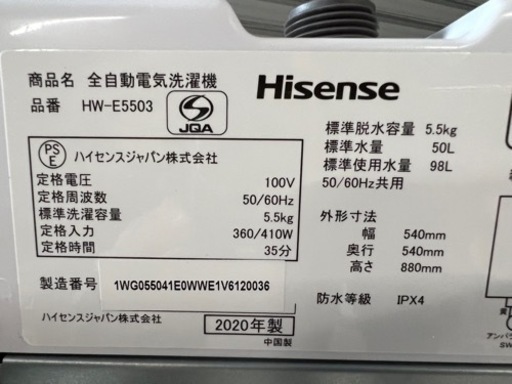 商品名 全自動電気洗濯機
品番 HW-E5503
JQA
Hisense
PS
E
ハイセンスジャパン株式会社
定格電圧 100V
定格周波数 50/60Hz
標準洗濯容量 5.5kg
定格入力 360/410W
定格時間 35分
標準脱水容量 5.5kg
標準水量 50L
標準使用水量 98L
50/60Hz共用
外形寸法
幅 540mm
奥行 540mm
高さ 880mm
防水等級 IPX4
製造番号 1WG055041E0WWE1V6120036
ハイセンスジャパン株式会社
2020年製
中国製
アンバラ
SW